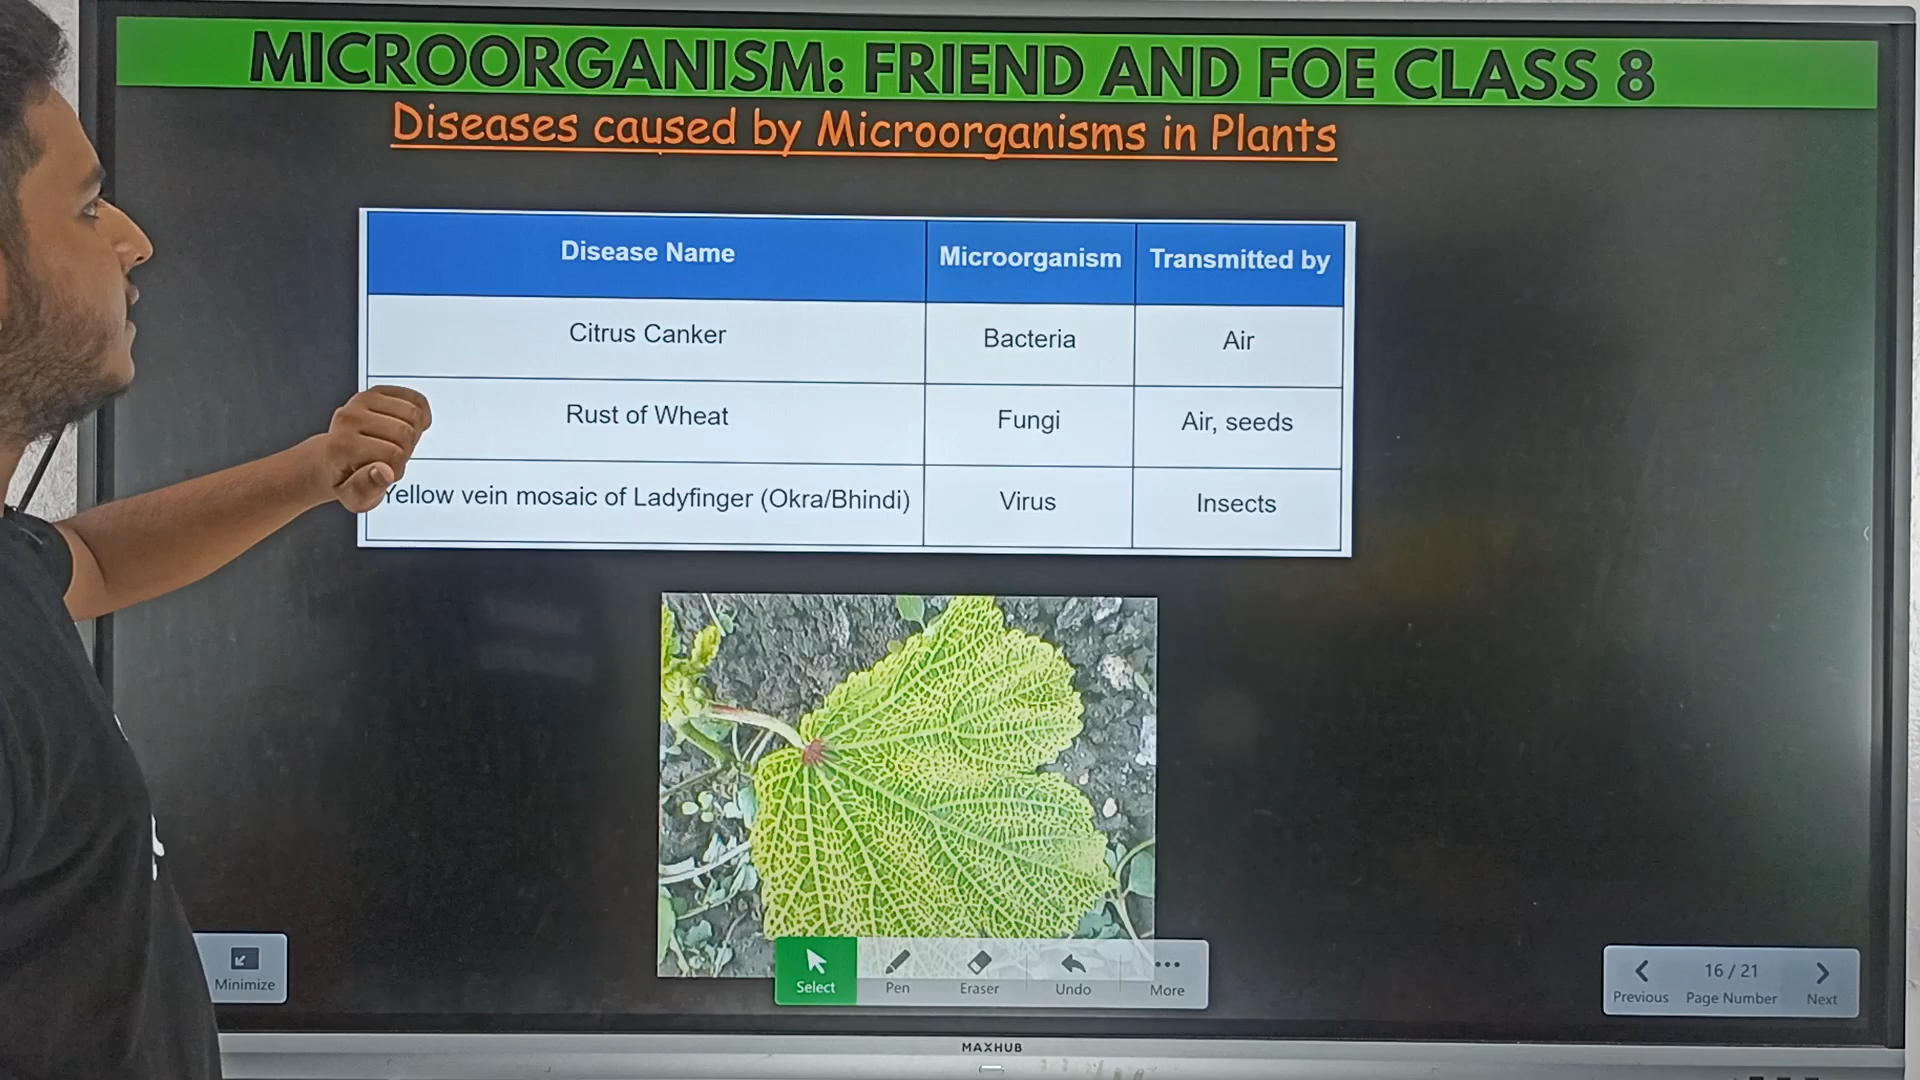 MICROORGANISM: FRIEND AND FOE CLASS 8
Diseases caused by Microorganisms in Plants
Disease Name Microorganism Transmitted by
Citrus Canker Bacteria Air
Rust of Wheat Fungi Air, seeds
Yellow vein mosaic of Ladyfinger (Okra/Bhindi) Virus Insects
Minimize
Select Pen Eraser Undo More
16 / 21
Previous Page Number Next
MAXHUB